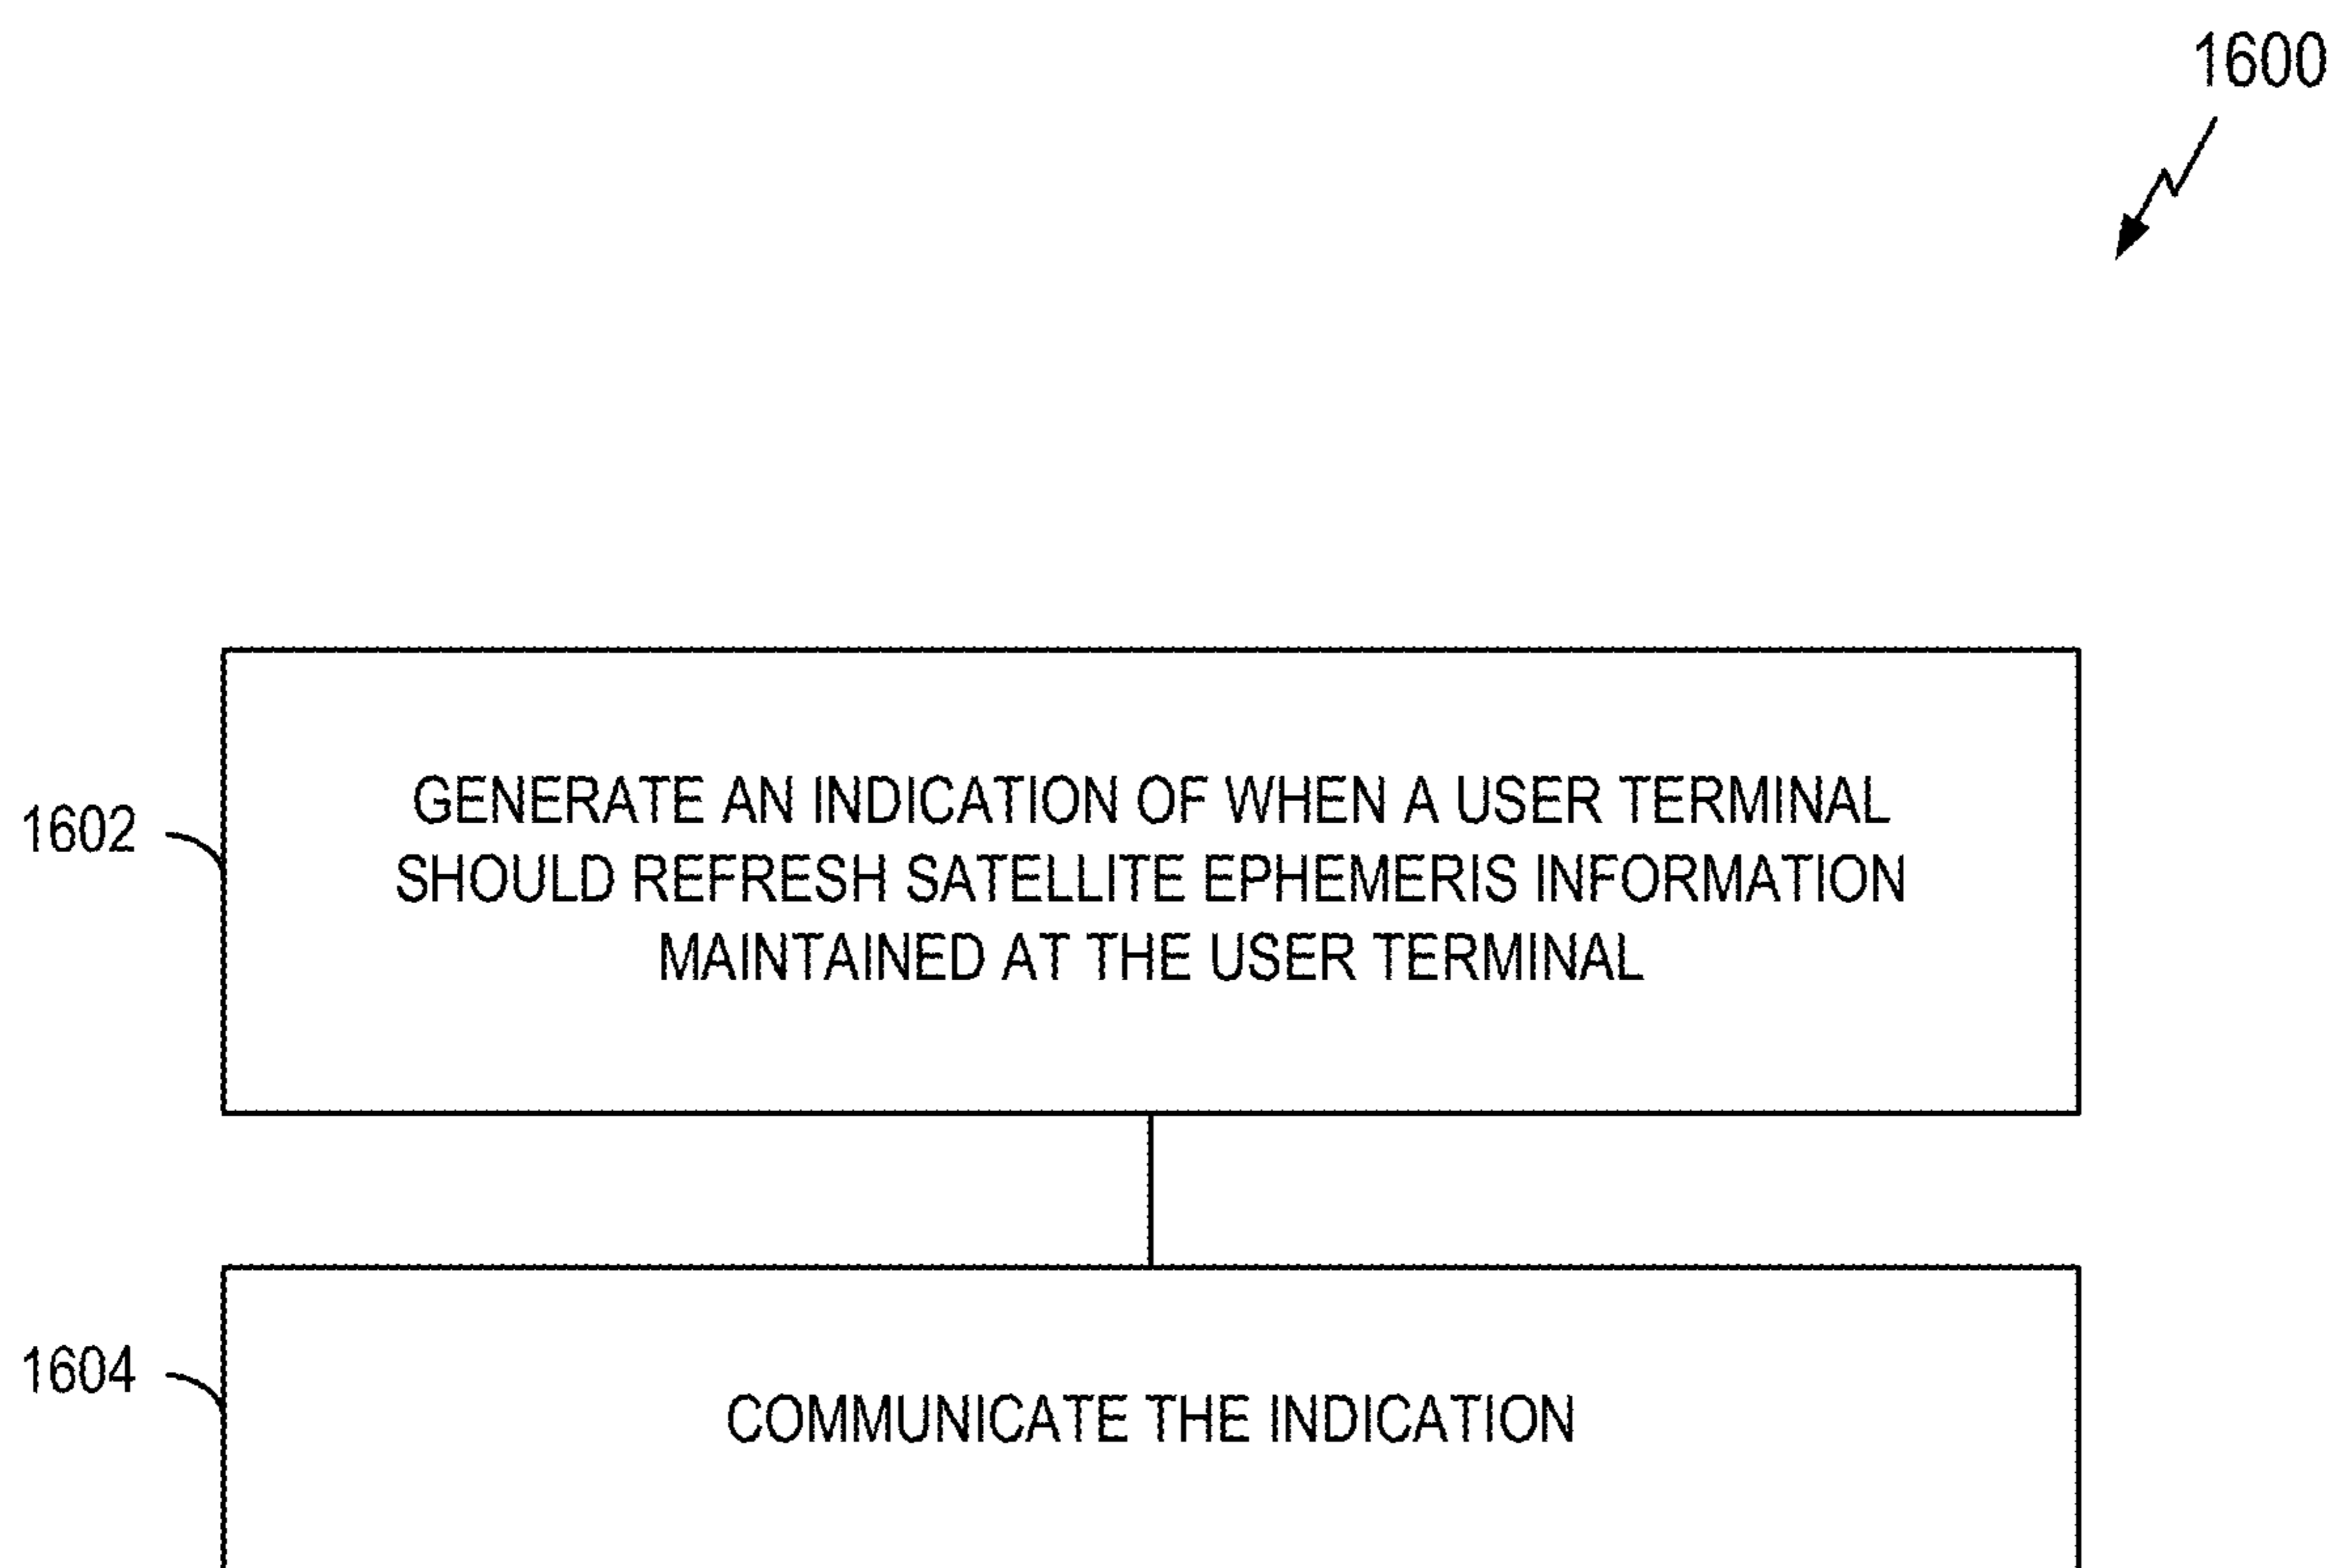 1600
1602
GENERATE AN INDICATION OF WHEN A USER TERMINAL
SHOULD REFRESH SATELLITE EPHEMERIS INFORMATION
MAINTAINED AT THE USER TERMINAL
1604
COMMUNICATE THE INDICATION